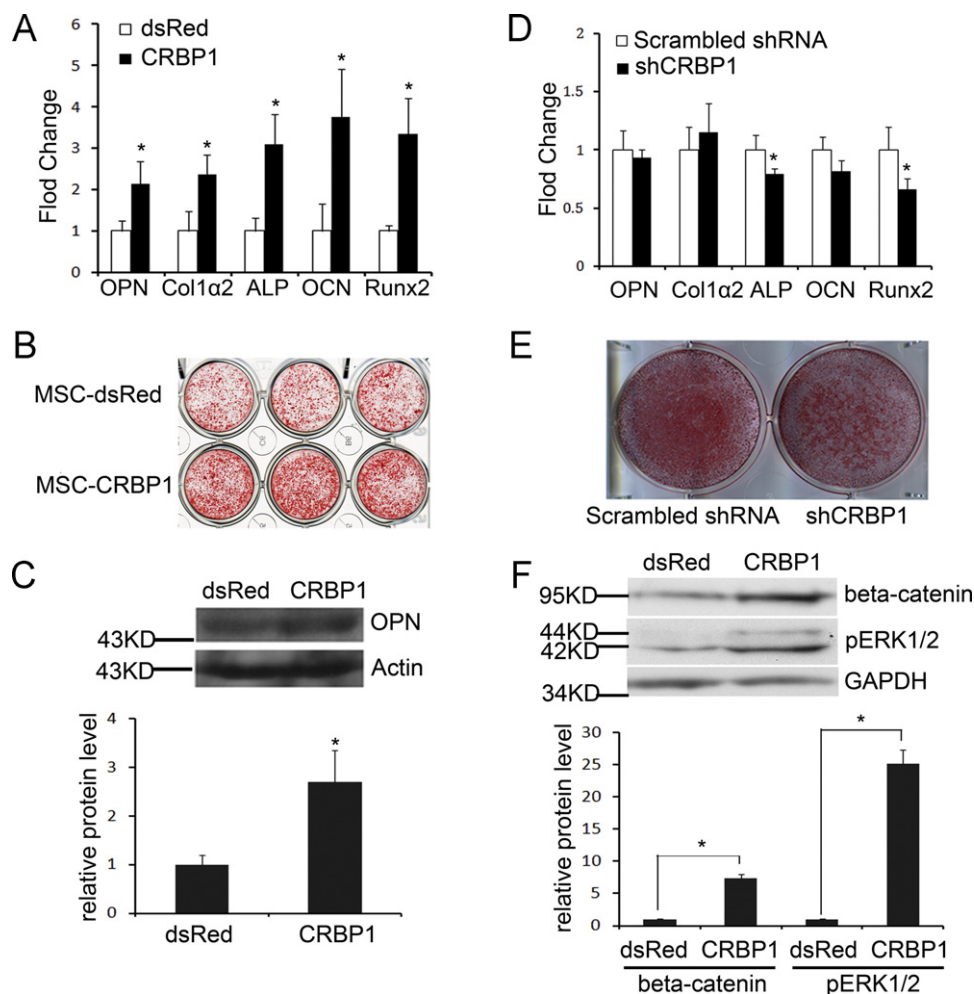 A
dsRed
CRBP1
Flod Change
6
5
4
3
2
1
0
* * * * *
OPN Col1α2 ALP OCN Runx2
B
MSC-dsRed
MSC-CRBP1
C
dsRed CRBP1
OPN
43KD
43KD
Actin
relative protein level
4
3
2
1
0
*
dsRed CRBP1
D
Scrambled shRNA
shCRBP1
Flod Change
2
1.5
1
0.5
0
* *
OPN Col1α2 ALP OCN Runx2
E
Scrambled shRNA shCRBP1
F
dsRed CRBP1
95KD
beta-catenin
44KD
42KD
pERK1/2
34KD
GAPDH
relative protein level
30
25
20
15
10
5
0
* *
dsRed CRBP1 dsRed CRBP1
beta-catenin pERK1/2